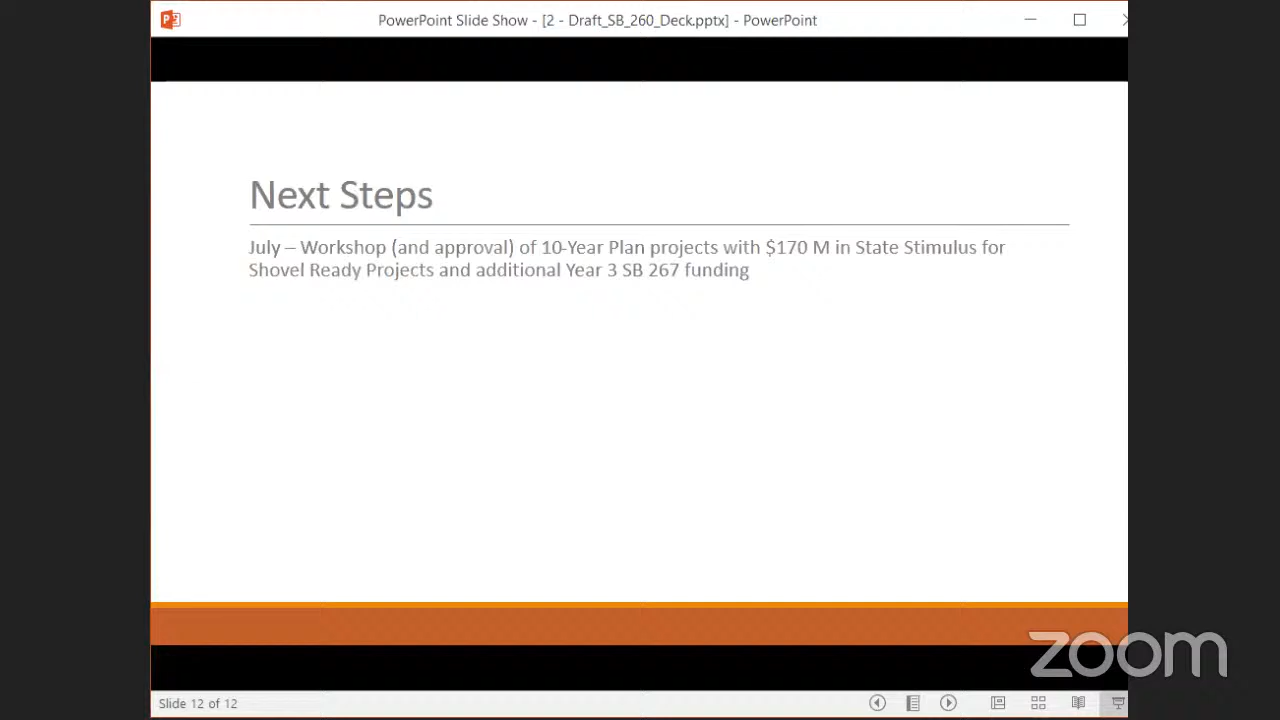 PowerPoint Slide Show - [2 - Draft_SB_260_Deck.pptx] - PowerPoint
Next Steps
July – Workshop (and approval) of 10-Year Plan projects with $170 M in State Stimulus for
Shovel Ready Projects and additional Year 3 SB 267 funding
zoom
Slide 12 of 12